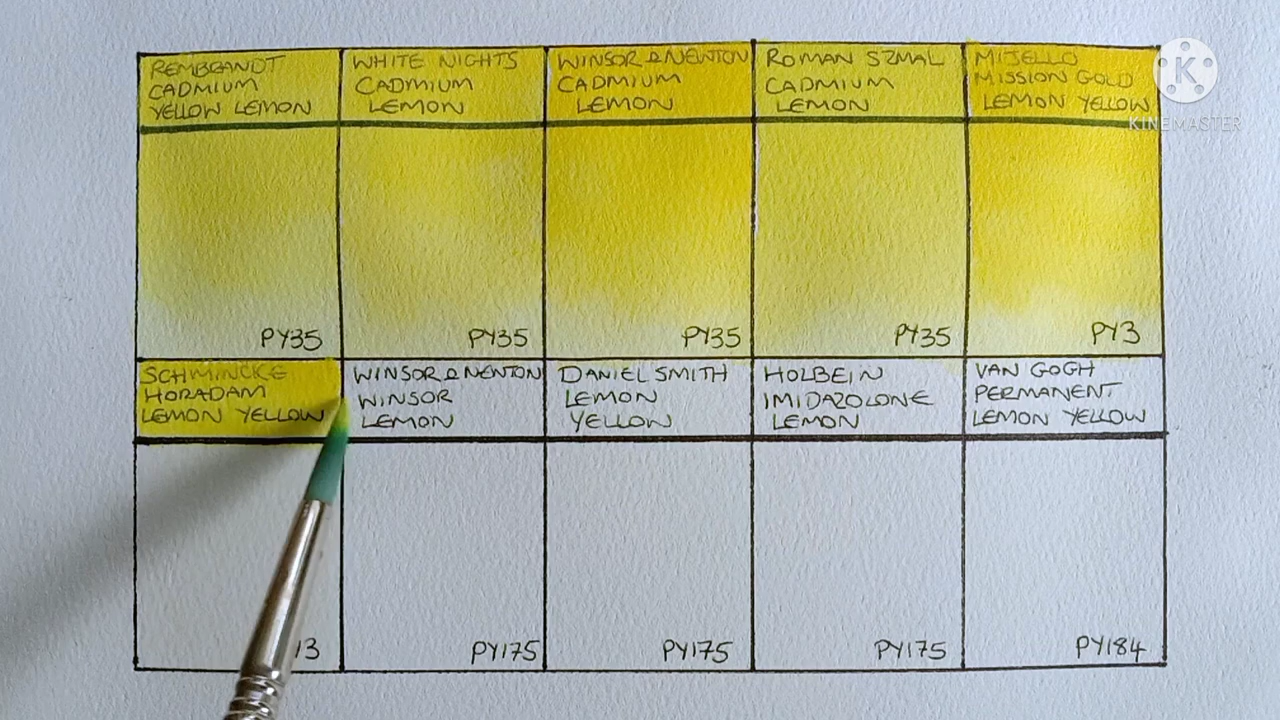 REMBRANDT
CADMIUM
YELLOW LEMON
WHITE NIGHTS
CADMIUM
LEMON
WINSOR & NEWTON
CADMIUM
LEMON
ROMAN SZMAL
CADMIUM
LEMON
MIJELLO
MISSION GOLD
LEMON YELLOW
K
KINEMASTER
PY35
PY35
PY35
PY35
PY3
SCHMINCKE
HORADAM
LEMON YELLOW
WINSOR & NEWTON
WINSOR
LEMON
DANIEL SMITH
LEMON
YELLOW
HOLBEIN
IMIDAZOLONE
LEMON
VAN GOGH
PERMANENT
LEMON YELLOW
PY175
PY175
PY175
PY184